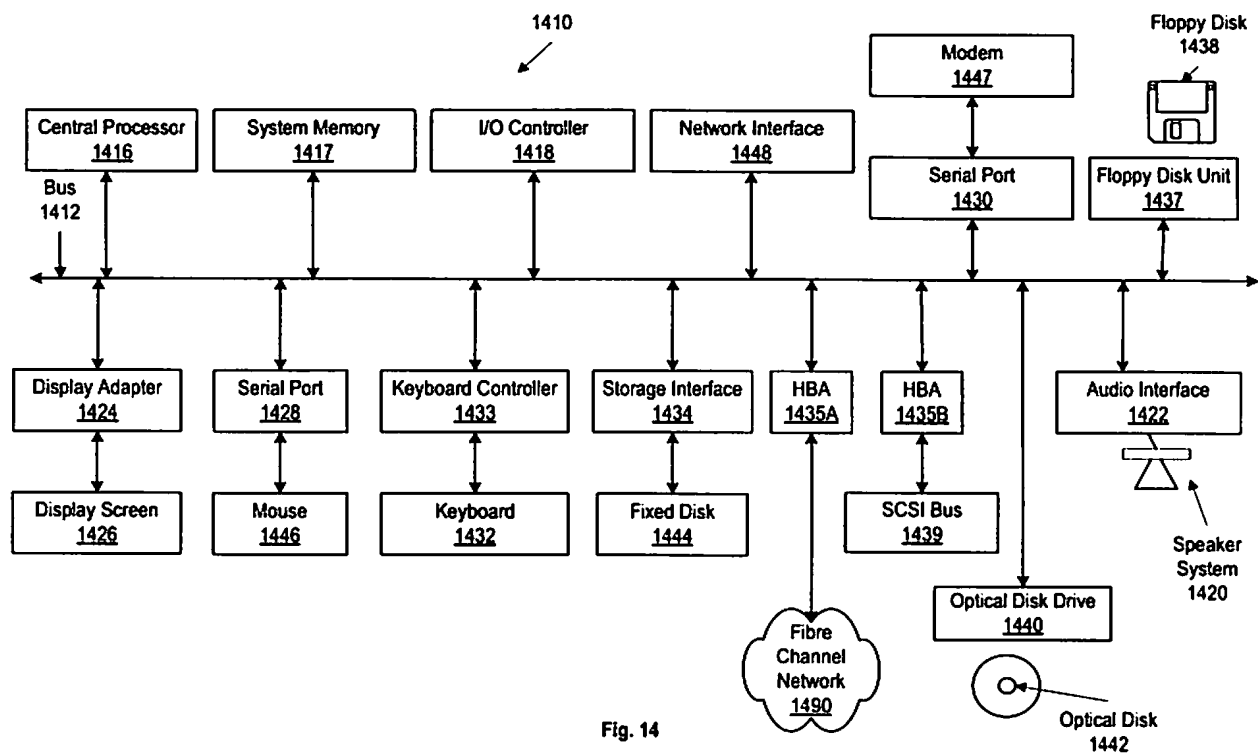 1410
Floppy Disk
1438
Modem
1447
Central Processor
1416
System Memory
1417
I/O Controller
1418
Network Interface
1448
Serial Port
1430
Floppy Disk Unit
1437
Bus
1412
Display Adapter
1424
Serial Port
1428
Keyboard Controller
1433
Storage Interface
1434
HBA
1435A
HBA
1435B
Audio Interface
1422
Display Screen
1426
Mouse
1446
Keyboard
1432
Fixed Disk
1444
SCSI Bus
1439
Speaker
System
1420
Optical Disk Drive
1440
Fibre
Channel
Network
1490
Optical Disk
1442
Fig. 14